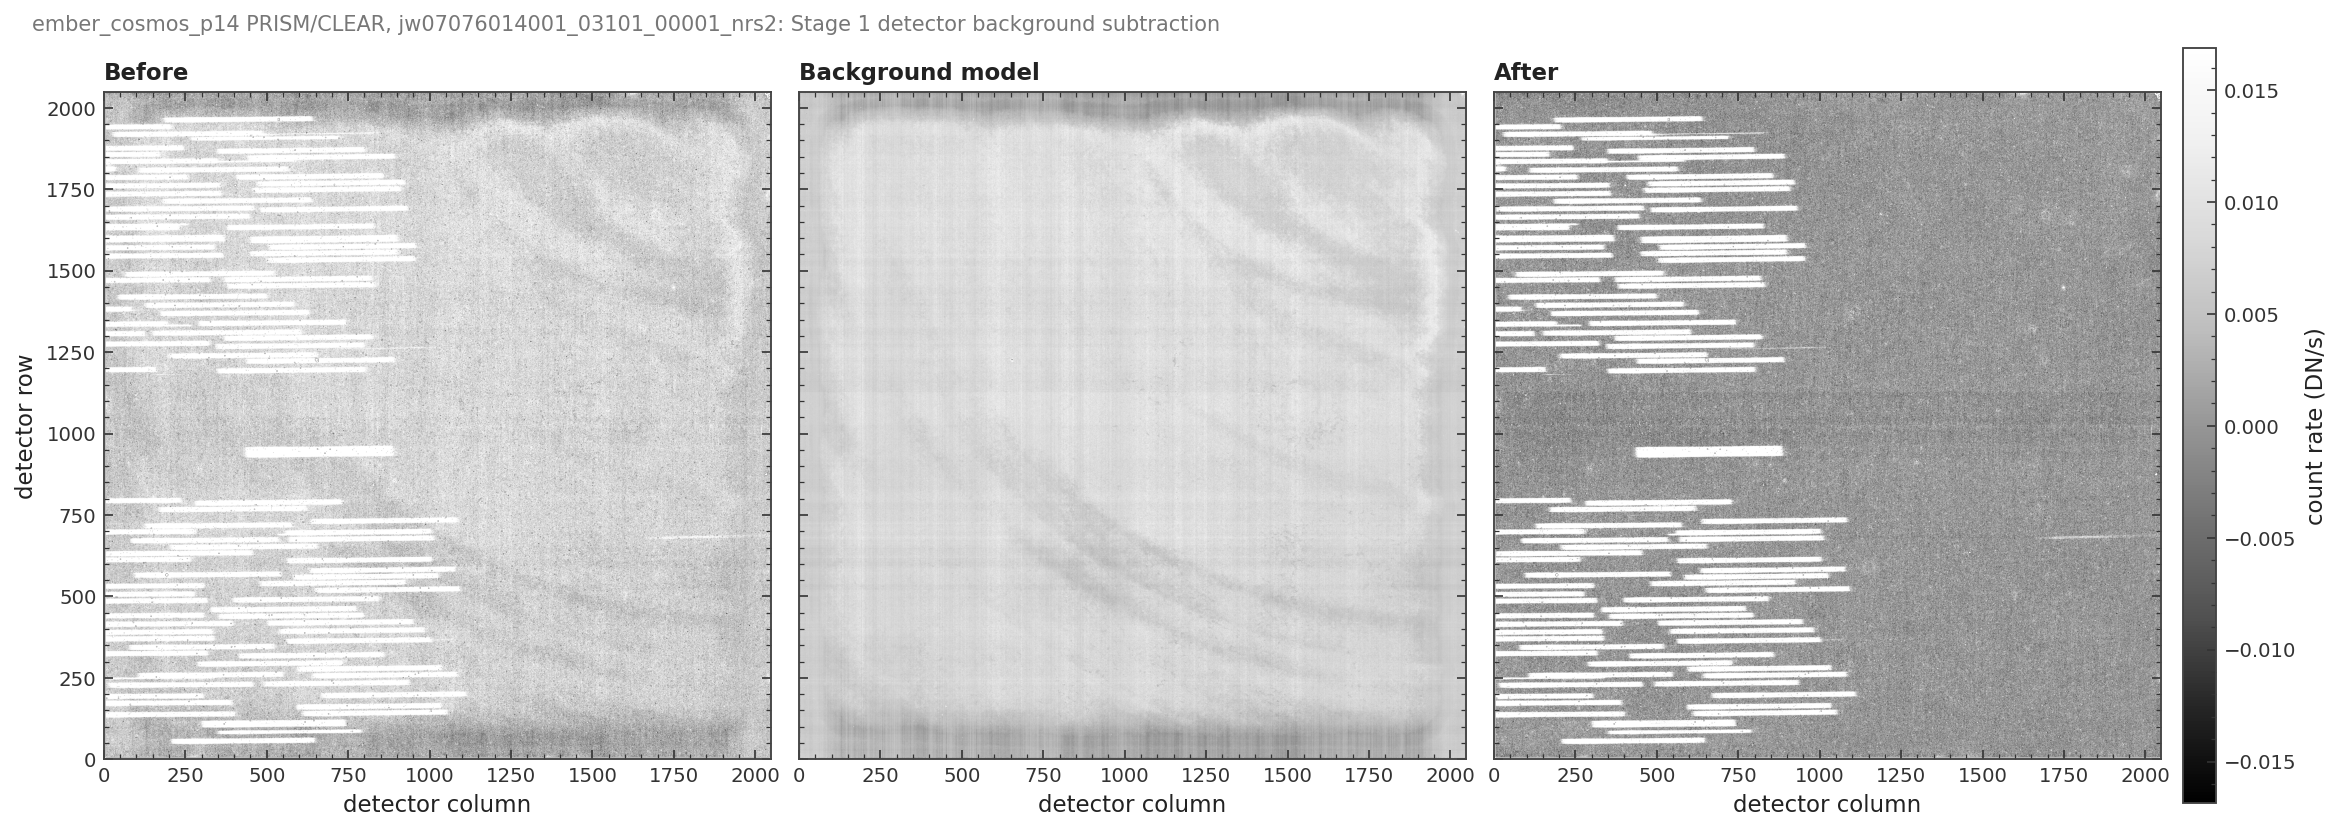 ember_cosmos_p14 PRISM/CLEAR, jw07076014001_03101_00001_nrs2: Stage 1 detector background subtraction
Before
Background model
After
detector row
2000
1750
1500
1250
1000
750
500
250
0
0 250 500 750 1000 1250 1500 1750 2000
0 250 500 750 1000 1250 1500 1750 2000
0 250 500 750 1000 1250 1500 1750 2000
detector column
detector column
detector column
0.015
0.010
0.005
0.000
−0.005
−0.010
−0.015
count rate (DN/s)